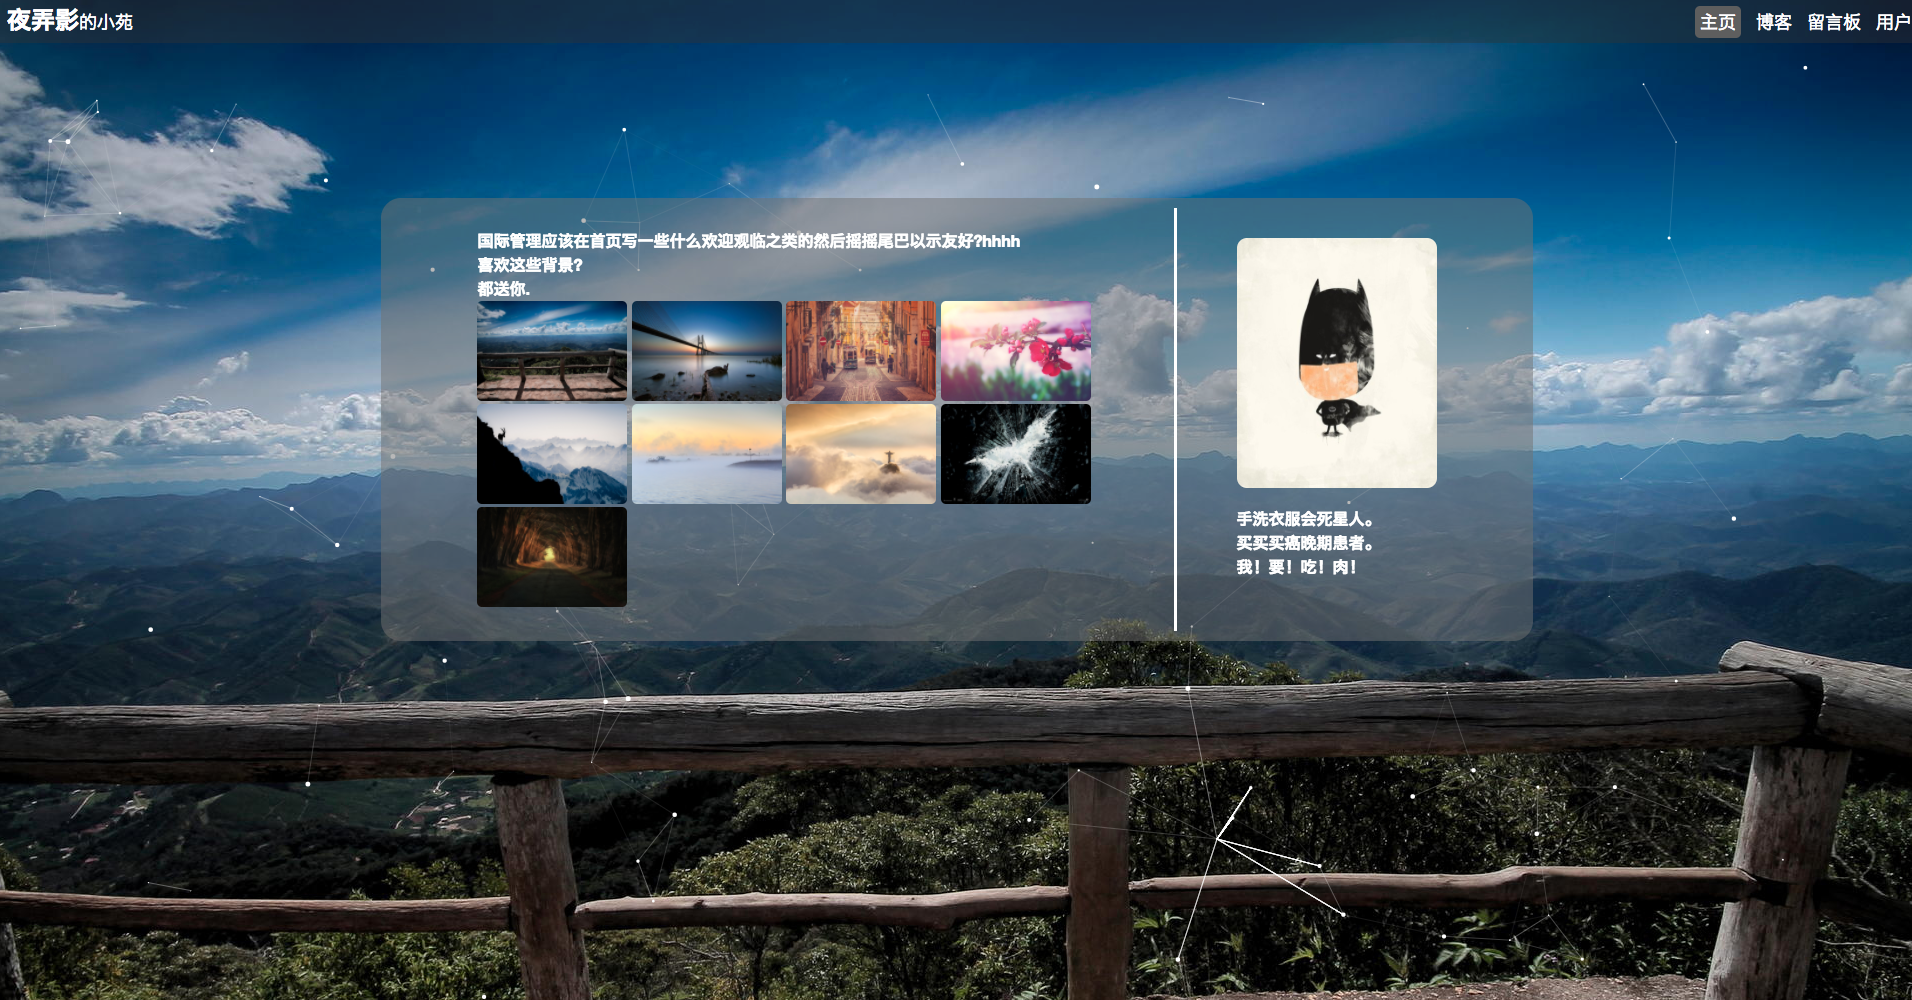 夜弄影的小苑
主页 博客 留言板 用户
国际管理应该在首页写一些什么欢迎观临之类的然后摇摇尾巴以示友好?hhhh
喜欢这些背景?
都送你.
手洗衣服会死星人。
买买买癌晚期患者。
我！要！吃！肉！